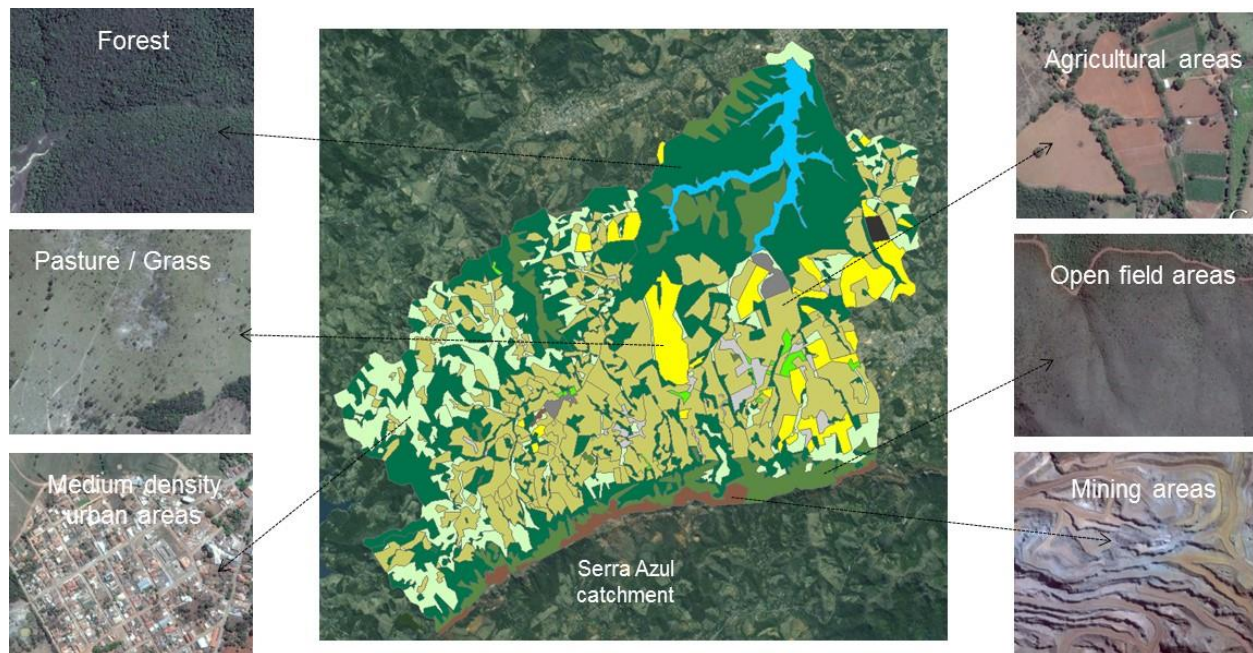 Forest
Pasture / Grass
Medium density
urban areas
Serra Azul
catchment
Agricultural areas
Open field areas
Mining areas